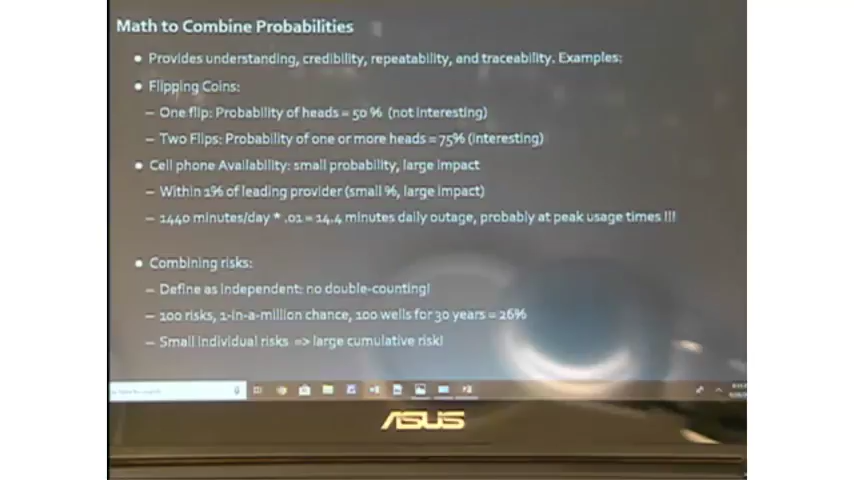 Math to Combine Probabilities
• Provides understanding, credibility, repeatability, and traceability. Examples:
• Flipping Coins:
– One flip: Probability of heads = 50 % (not interesting)
– Two Flips: Probability of one or more heads = 75% (interesting)
• Cell phone Availability: small probability, large impact
– Within 1% of leading provider (small %, large impact)
– 1440 minutes/day * .01 = 14.4 minutes daily outage, probably at peak usage times !!!
• Combining risks:
– Define as independent: no double-counting!
– 100 risks, 1-in-a-million chance, 100 wells for 30 years = 26%
– Small individual risks => large cumulative risk!
ASUS